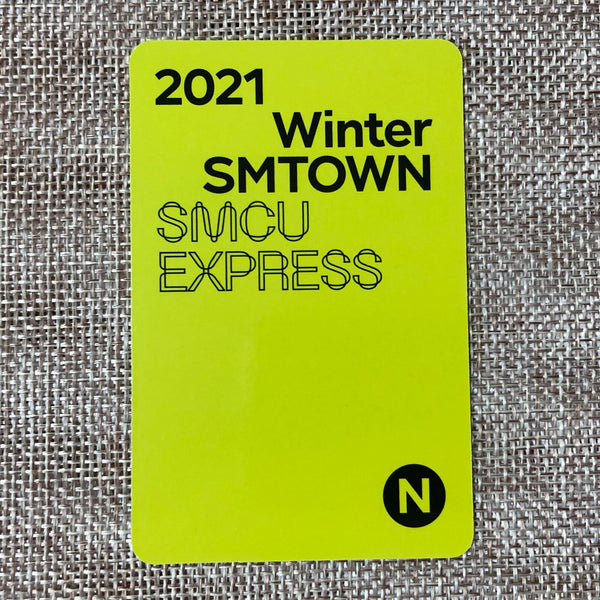 2021
Winter
SMTOWN
SMCU
EXPRESS
N